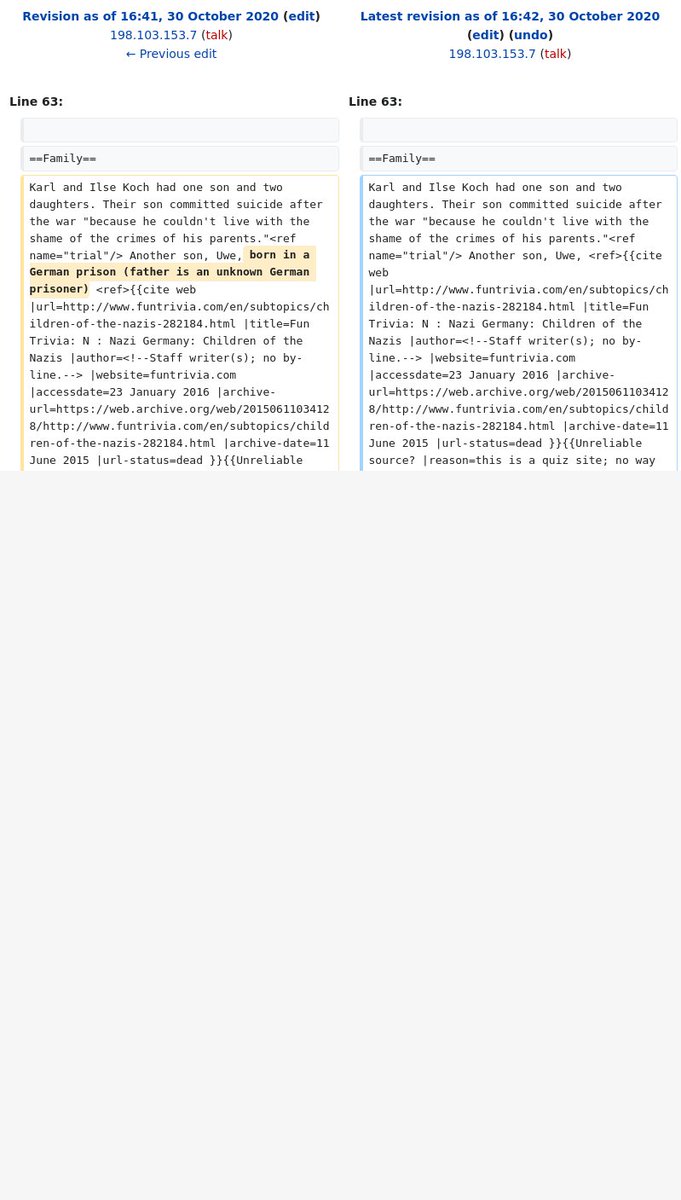 Revision as of 16:41, 30 October 2020 (edit)
198.103.153.7 (talk)
← Previous edit
Line 63:
==Family==
Karl and Ilse Koch had one son and two
daughters. Their son committed suicide after
the war "because he couldn't live with the
shame of the crimes of his parents."<ref
name="trial"/> Another son, Uwe, born in a
German prison (father is an unknown German
prisoner) <ref>{{cite web
|url=http://www.funtrivia.com/en/subtopics/ch
ildren-of-the-nazis-282184.html |title=Fun
Trivia: N : Nazi Germany: Children of the
Nazis |author=<!--Staff writer(s); no by-
line.--> |website=funtrivia.com
|accessdate=23 January 2016 |archive-
url=https://web.archive.org/web/2015061103412
8/http://www.funtrivia.com/en/subtopics/child
ren-of-the-nazis-282184.html |archive-date=11
June 2015 |url-status=dead }}{{Unreliable
Latest revision as of 16:42, 30 October 2020
(edit) (undo)
198.103.153.7 (talk)
Line 63:
==Family==
Karl and Ilse Koch had one son and two
daughters. Their son committed suicide after
the war "because he couldn't live with the
shame of the crimes of his parents."<ref
name="trial"/> Another son, Uwe, <ref>{{cite
web
|url=http://www.funtrivia.com/en/subtopics/ch
ildren-of-the-nazis-282184.html |title=Fun
Trivia: N : Nazi Germany: Children of the
Nazis |author=<!--Staff writer(s); no by-
line.--> |website=funtrivia.com
|accessdate=23 January 2016 |archive-
url=https://web.archive.org/web/2015061103412
8/http://www.funtrivia.com/en/subtopics/child
ren-of-the-nazis-282184.html |archive-date=11
June 2015 |url-status=dead }}{{Unreliable
source? |reason=this is a quiz site; no way